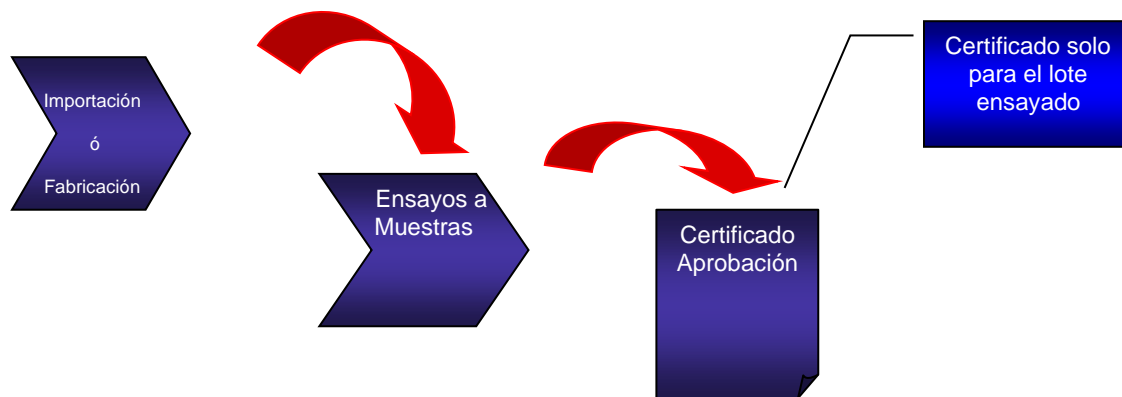 Importación
ó
Fabricación
Ensayos a
Muestras
Certificado
Aprobación
Certificado solo
para el lote
ensayado